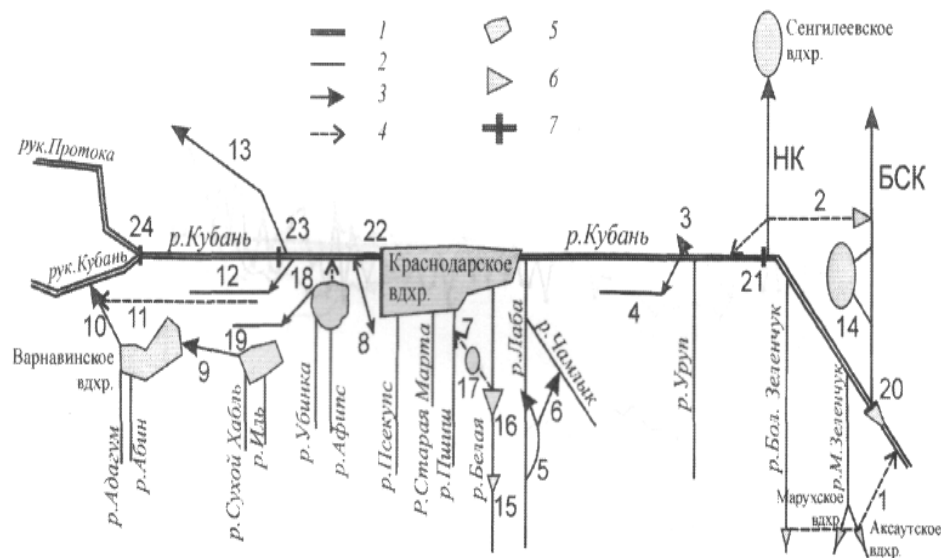 1
2
3
4
5
6
7
Сенгилеевское
вдхр.
рук.Протока
13
НК
2
БСК
24
р.Кубань
23
22
р.Кубань
3
рук.Кубань
12
18
Краснодарское
вдхр.
21
4
14
10
11
19
8
7
Варнавинское
вдхр.
9
17
6
16
5
15
20
1
р.Адагум
р.Абин
р.Сухой Хабль
р.Иль
р.Убинка
р.Афипс
р.Псекупс
р.Старая Марта
р.Пшиш
р.Белая
р.Лаба
р.Чамлык
р.Уруп
р.Бол. Зеленчук
р.М.Зеленчук
Марухское
вдхр.
Аксаутское
вдхр.